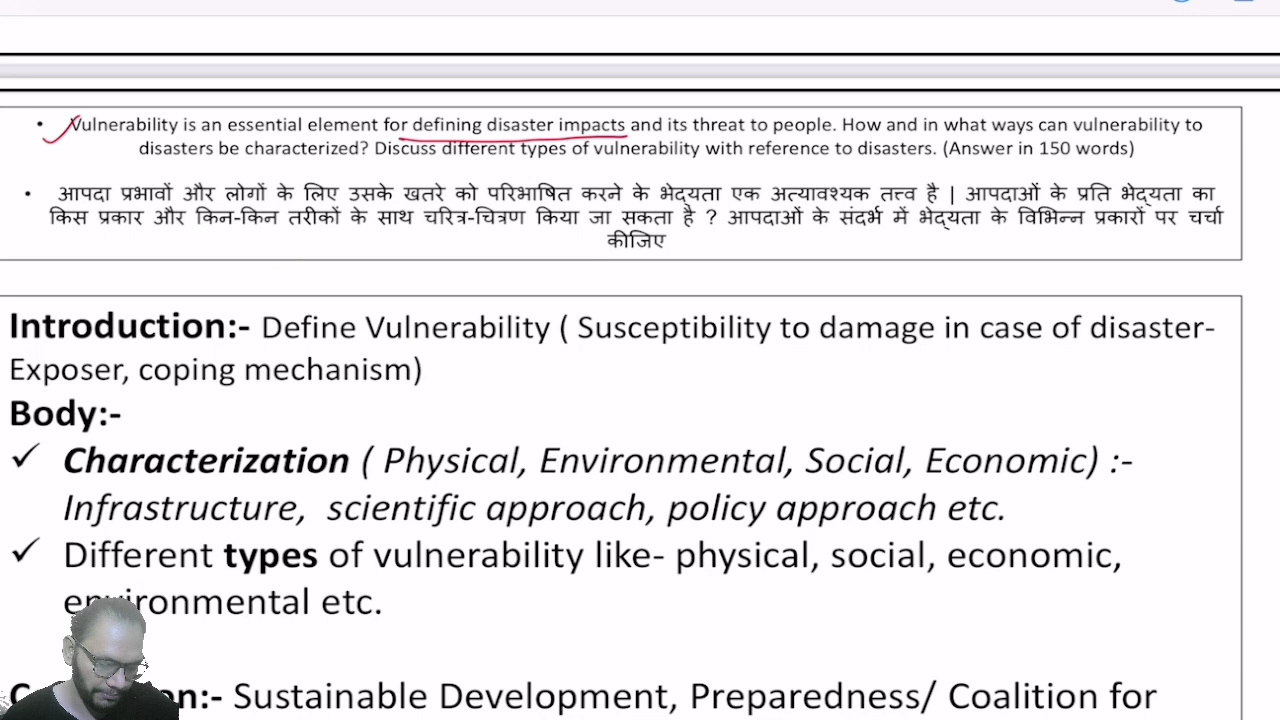 • Vulnerability is an essential element for defining disaster impacts and its threat to people. How and in what ways can vulnerability to
disasters be characterized? Discuss different types of vulnerability with reference to disasters. (Answer in 150 words)
• आपदा प्रभावों और लोगों के लिए उसके खतरे को परिभाषित करने के भेद्यता एक अत्यावश्यक तत्त्व है | आपदाओं के प्रति भेद्यता का
किस प्रकार और किन-किन तरीकों के साथ चरित्र-चित्रण किया जा सकता है ? आपदाओं के संदर्भ में भेद्यता के विभिन्न प्रकारों पर चर्चा
कीजिए
Introduction:- Define Vulnerability ( Susceptibility to damage in case of disaster-
Exposer, coping mechanism)
Body:-
✓ Characterization ( Physical, Environmental, Social, Economic) :-
Infrastructure, scientific approach, policy approach etc.
✓ Different types of vulnerability like- physical, social, economic,
environmental etc.
Sustainable Development, Preparedness/ Coalition for